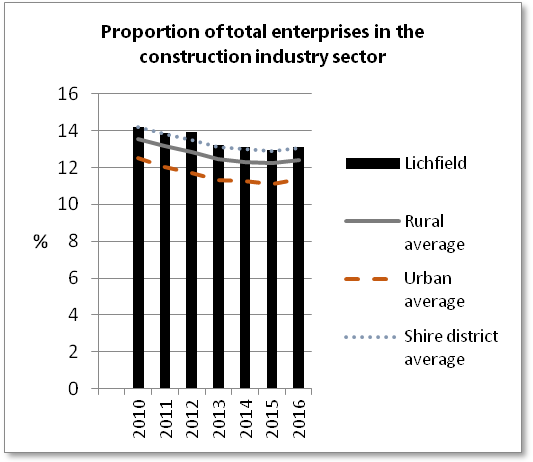 Proportion of total enterprises in the
construction industry sector
16
14
12
10
8
6
4
2
0
%
2010
2011
2012
2013
2014
2015
2016
Lichfield
Rural
average
Urban
average
Shire district
average